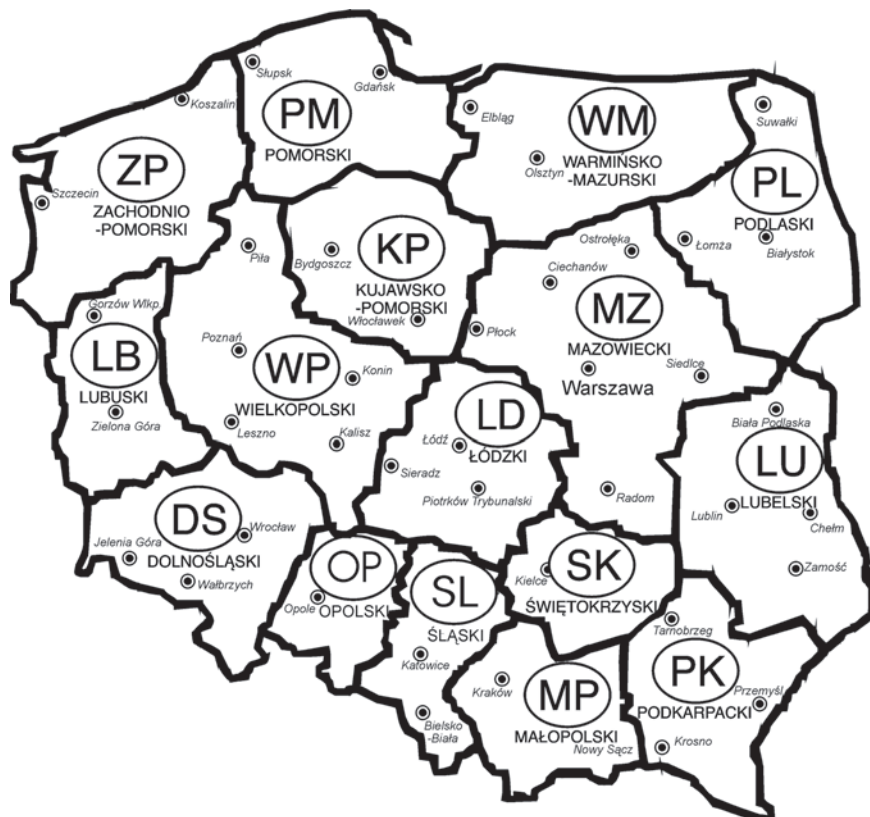 Słupsk
Gdańsk
Koszalin
PM
POMORSKI
Elbląg
WM
WARMIŃSKO
-MAZURSKI
Olsztyn
Suwałki
ZP
ZACHODNIO
-POMORSKI
Szczecin
PL
PODLASKI
Łomża
Białystok
Piła
Bydgoszcz
KP
KUJAWSKO
-POMORSKI
Włocławek
Ostrołęka
Ciechanów
MZ
MAZOWIECKI
Płock
Warszawa
Siedlce
Gorzów Wlkp.
LB
LUBUSKI
Zielona Góra
Poznań
WP
WIELKOPOLSKI
Konin
Leszno
Kalisz
LD
ŁÓDZKI
Łódź
Sieradz
Piotrków Trybunalski
Radom
Biała Podlaska
LU
LUBELSKI
Lublin
Chełm
Zamość
DS
DOLNOŚLĄSKI
Wrocław
Jelenia Góra
Wałbrzych
OP
OPOLSKI
Opole
SL
ŚLĄSKI
Katowice
Bielsko
-Biała
SK
ŚWIĘTOKRZYSKI
Kielce
MP
MAŁOPOLSKI
Kraków
Nowy Sącz
Tarnobrzeg
PK
PODKARPACKI
Przemyśl
Krosno